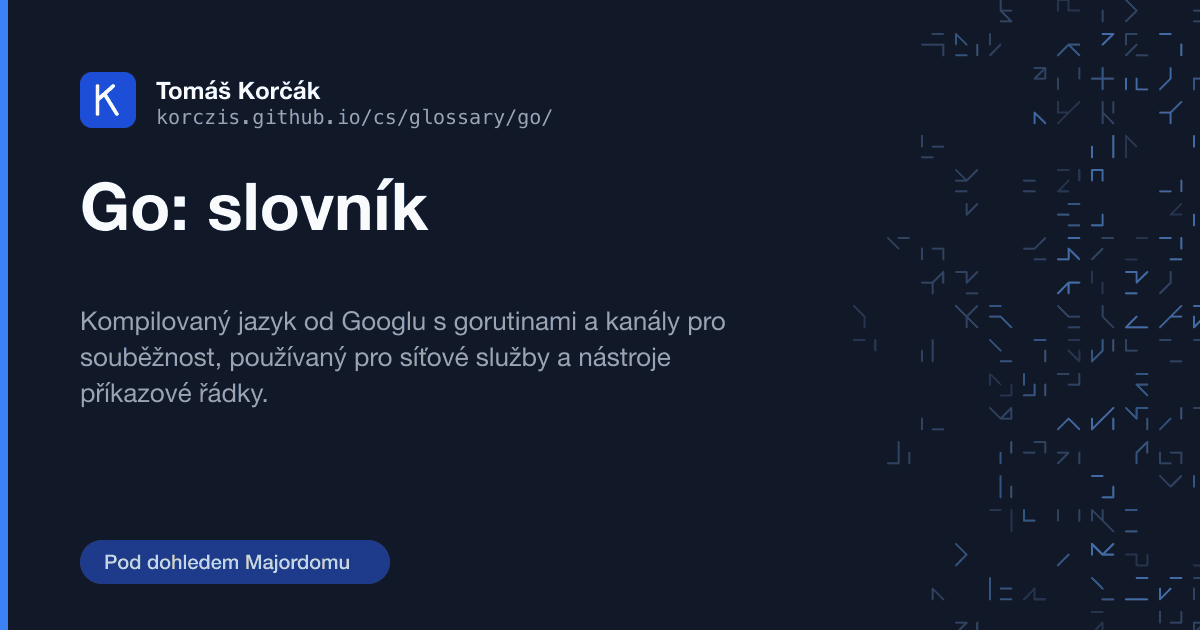 K
Tomáš Korčák
korczis.github.io/cs/glossary/go/
Go: slovník
Kompilovaný jazyk od Googlu s gorutinami a kanály pro
souběžnost, používaný pro síťové služby a nástroje
příkazové řádky.
Pod dohledem Majordomu